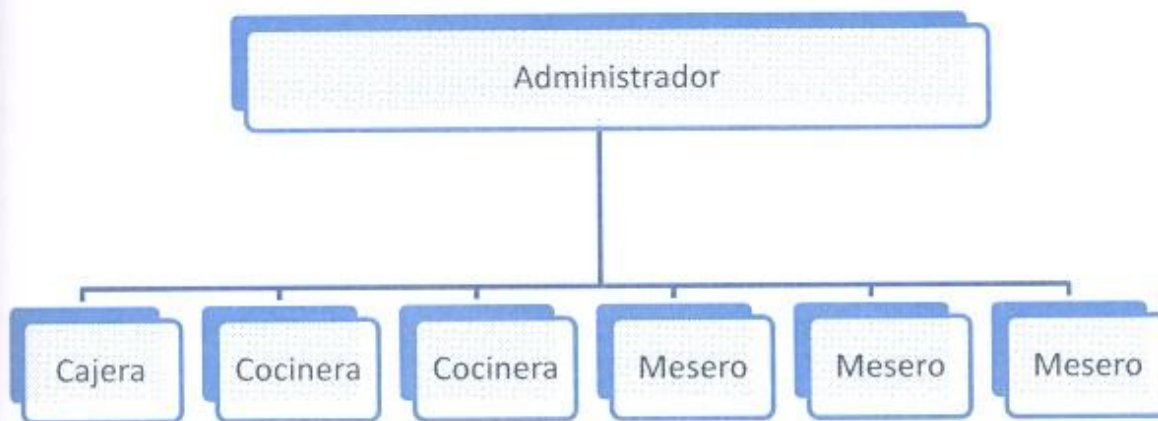 Administrador
Cajera
Cocinera
Cocinera
Mesero
Mesero
Mesero